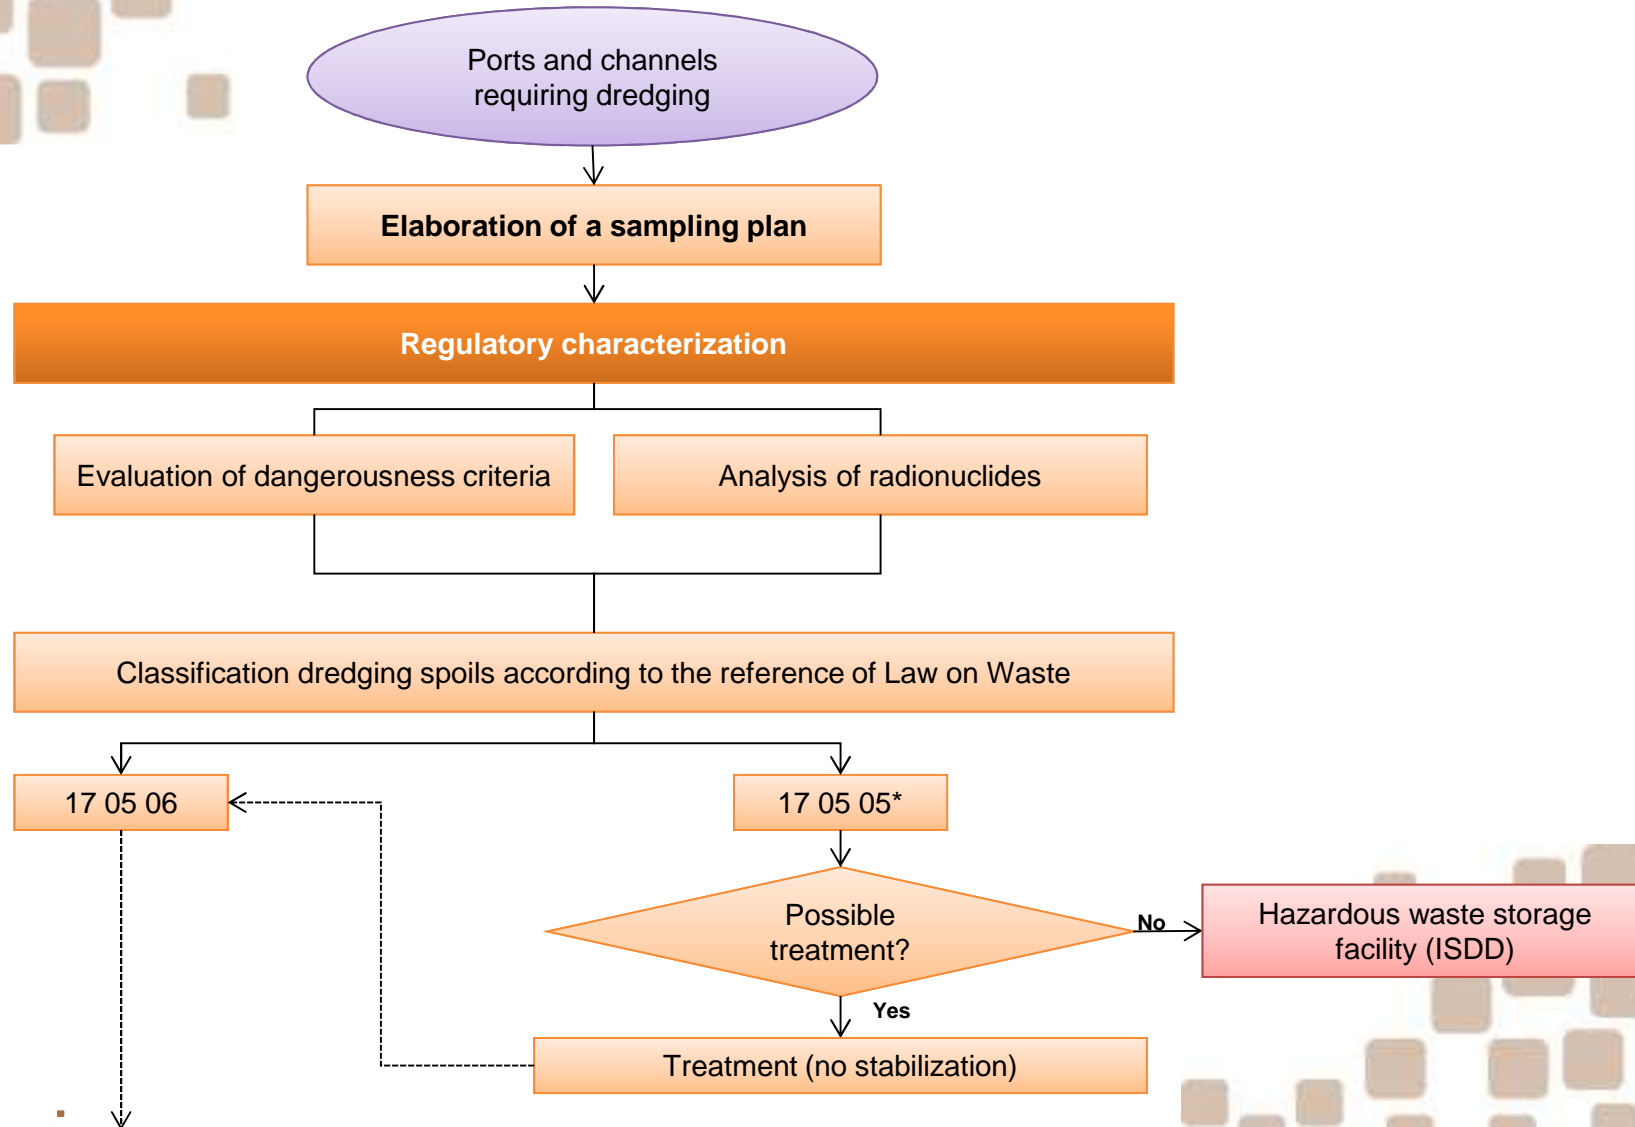 Ports and channels
requiring dredging
Elaboration of a sampling plan
Regulatory characterization
Evaluation of dangerousness criteria
Analysis of radionuclides
Classification dredging spoils according to the reference of Law on Waste
17 05 06
17 05 05*
Possible
treatment?
No
Hazardous waste storage
facility (ISDD)
Yes
Treatment (no stabilization)